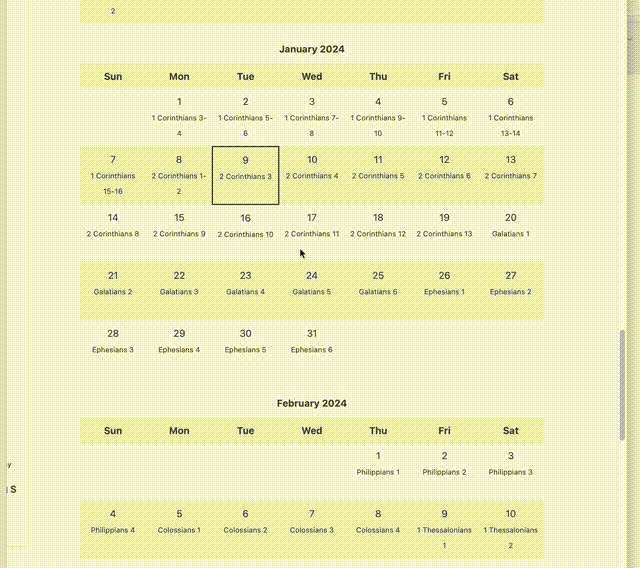 2
January 2024
Sun Mon Tue Wed Thu Fri Sat
1 2 3 4 5 6
1 Corinthians 3- 1 Corinthians 5- 1 Corinthians 7- 1 Corinthians 9- 1 Corinthians 1 Corinthians
4 6 8 10 11-12 13-14
7 8 9 10 11 12 13
1 Corinthians 2 Corinthians 1- 2 Corinthians 3 2 Corinthians 4 2 Corinthians 5 2 Corinthians 6 2 Corinthians 7
15-16 2
14 15 16 17 18 19 20
2 Corinthians 8 2 Corinthians 9 2 Corinthians 10 2 Corinthians 11 2 Corinthians 12 2 Corinthians 13 Galatians 1
21 22 23 24 25 26 27
Galatians 2 Galatians 3 Galatians 4 Galatians 5 Galatians 6 Ephesians 1 Ephesians 2
28 29 30 31
Ephesians 3 Ephesians 4 Ephesians 5 Ephesians 6
February 2024
Sun Mon Tue Wed Thu Fri Sat
1 2 3
Philippians 1 Philippians 2 Philippians 3
4 5 6 7 8 9 10
Philippians 4 Colossians 1 Colossians 2 Colossians 3 Colossians 4 1 Thessalonians 1 Thessalonians
1 2
S